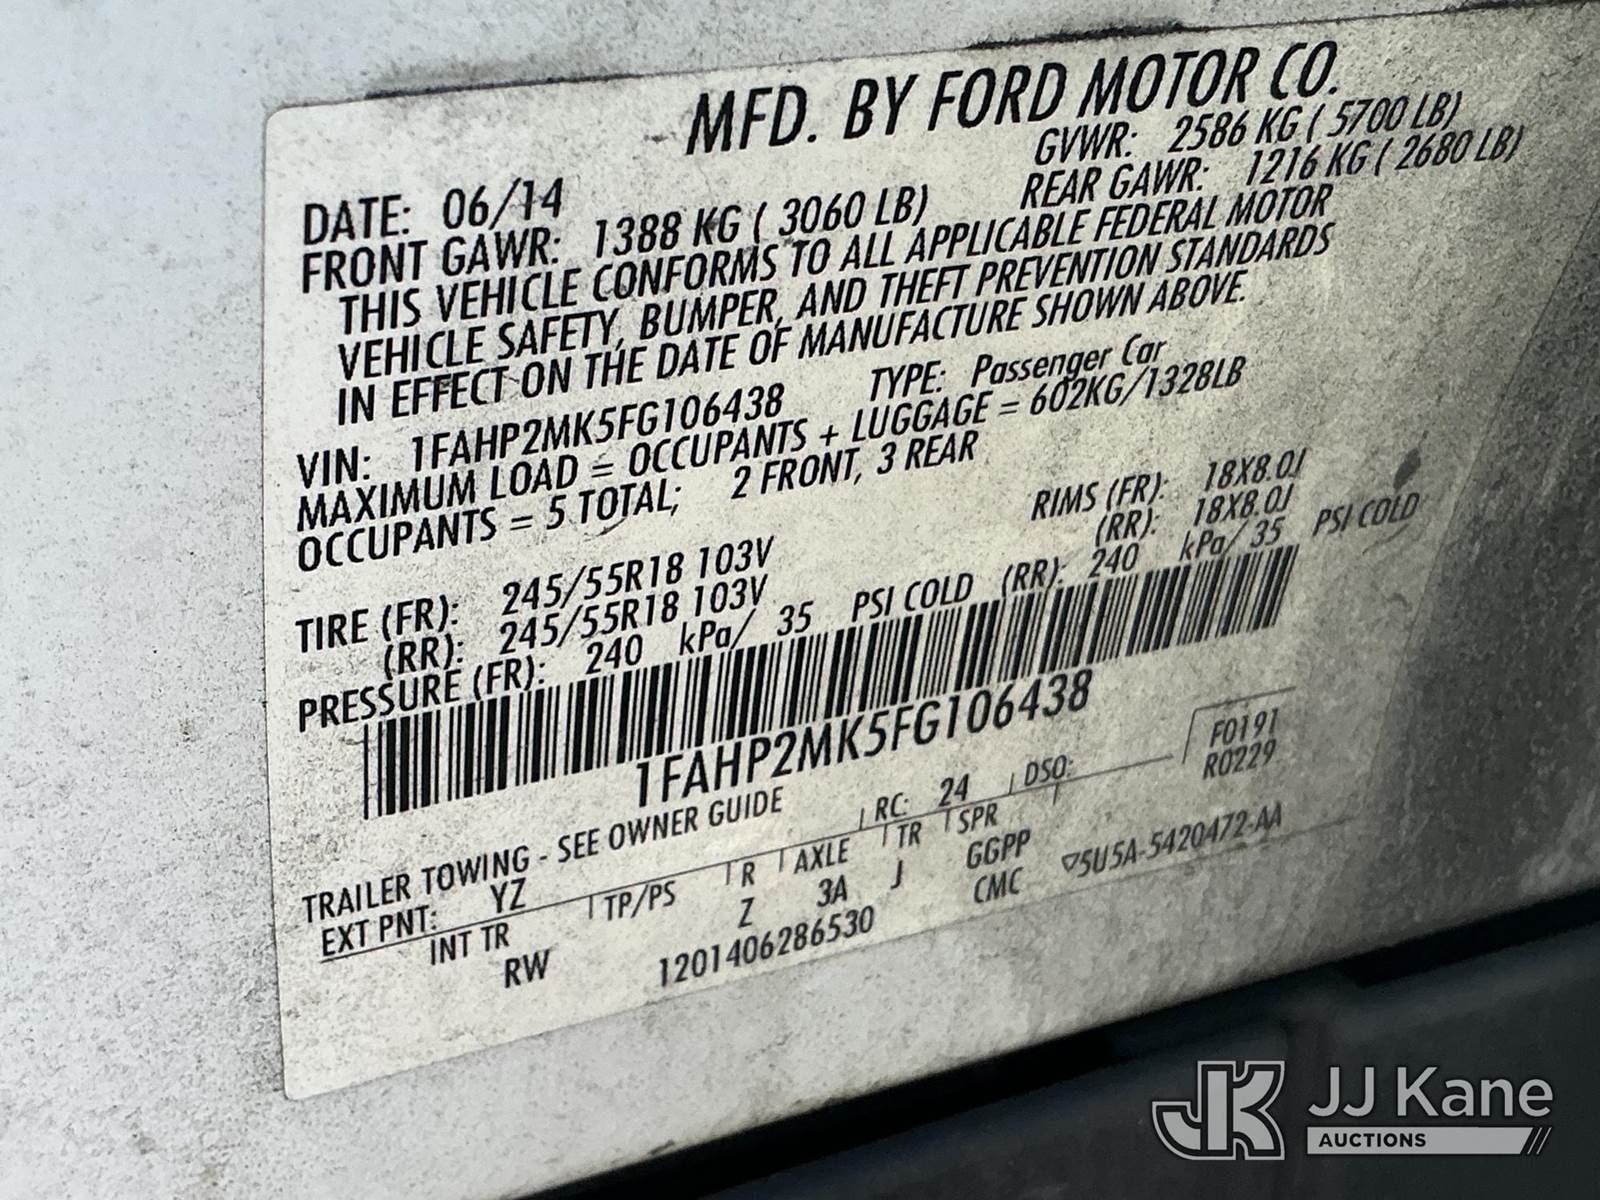 MFD. BY FORD MOTOR CO.
DATE: 06/14 GVWR: 2586 KG ( 5700 LB)
FRONT GAWR: 1388 KG ( 3060 LB) REAR GAWR: 1216 KG ( 2680 LB)
THIS VEHICLE CONFORMS TO ALL APPLICABLE FEDERAL MOTOR
VEHICLE SAFETY, BUMPER, AND THEFT PREVENTION STANDARDS
IN EFFECT ON THE DATE OF MANUFACTURE SHOWN ABOVE.
VIN: 1FAHP2MK5FG106438 TYPE: Passenger Car
MAXIMUM LOAD = OCCUPANTS + LUGGAGE = 602KG/1328LB
OCCUPANTS = 5 TOTAL; 2 FRONT, 3 REAR
TIRE (FR): 245/55R18 103V RIMS (FR): 18X8.0J
(RR): 245/55R18 103V (RR): 18X8.0J
PRESSURE (FR): 240 kPa/ 35 PSI COLD (RR): 240 kPa/ 35 PSI COLD
1FAHP2MK5FG106438
F0191
R0229
TRAILER TOWING - SEE OWNER GUIDE RC: 24 DSO:
EXT PNT: YZ
INT TR TP/PS R AXLE TR SPR
RW Z 3A J GGPP
1201406286530 CMC ▽5U5A-5420472-AA
JK JJ Kane
AUCTIONS